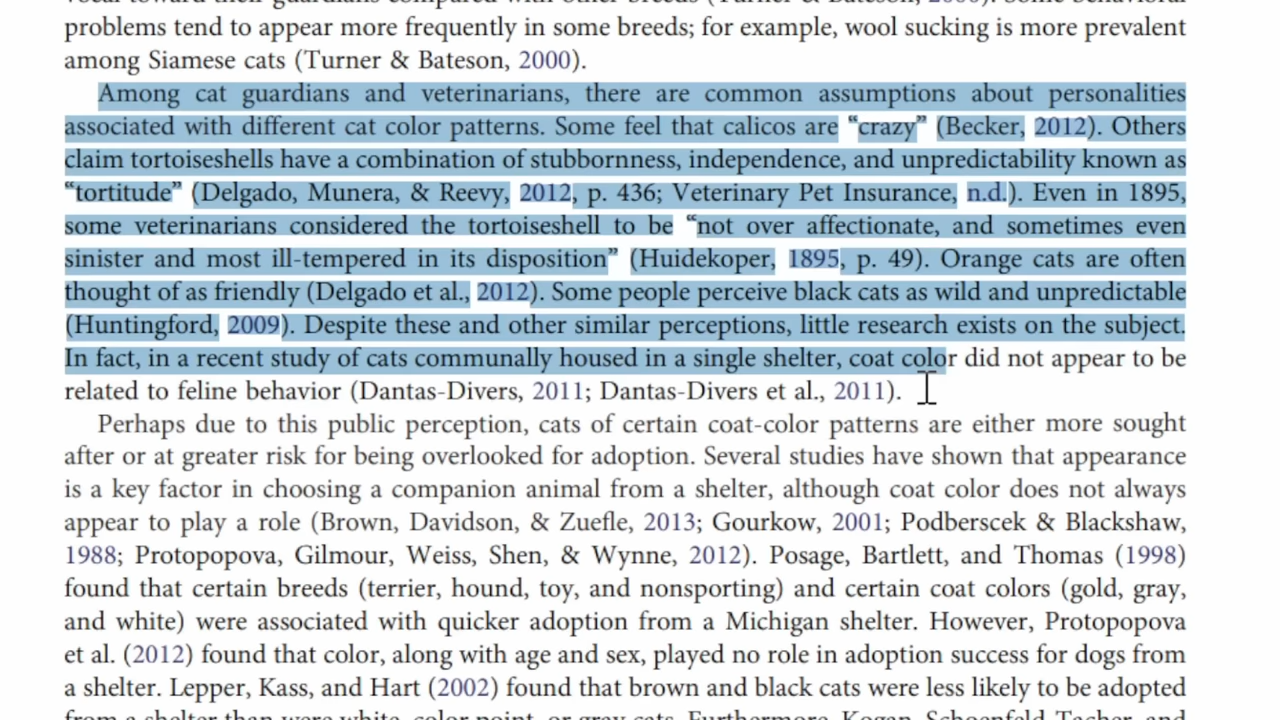 problems tend to appear more frequently in some breeds; for example, wool sucking is more prevalent
among Siamese cats (Turner & Bateson, 2000).
Among cat guardians and veterinarians, there are common assumptions about personalities
associated with different cat color patterns. Some feel that calicos are “crazy” (Becker, 2012). Others
claim tortoiseshells have a combination of stubbornness, independence, and unpredictability known as
“tortitude” (Delgado, Munera, & Reevy, 2012, p. 436; Veterinary Pet Insurance, n.d.). Even in 1895,
some veterinarians considered the tortoiseshell to be “not over affectionate, and sometimes even
sinister and most ill-tempered in its disposition” (Huidekoper, 1895, p. 49). Orange cats are often
thought of as friendly (Delgado et al., 2012). Some people perceive black cats as wild and unpredictable
(Huntingford, 2009). Despite these and other similar perceptions, little research exists on the subject.
In fact, in a recent study of cats communally housed in a single shelter, coat color did not appear to be
related to feline behavior (Dantas-Divers, 2011; Dantas-Divers et al., 2011).
Perhaps due to this public perception, cats of certain coat-color patterns are either more sought
after or at greater risk for being overlooked for adoption. Several studies have shown that appearance
is a key factor in choosing a companion animal from a shelter, although coat color does not always
appear to play a role (Brown, Davidson, & Zuefle, 2013; Gourkow, 2001; Podberscek & Blackshaw,
1988; Protopopova, Gilmour, Weiss, Shen, & Wynne, 2012). Posage, Bartlett, and Thomas (1998)
found that certain breeds (terrier, hound, toy, and nonsporting) and certain coat colors (gold, gray,
and white) were associated with quicker adoption from a Michigan shelter. However, Protopopova
et al. (2012) found that color, along with age and sex, played no role in adoption success for dogs from
a shelter. Lepper, Kass, and Hart (2002) found that brown and black cats were less likely to be adopted